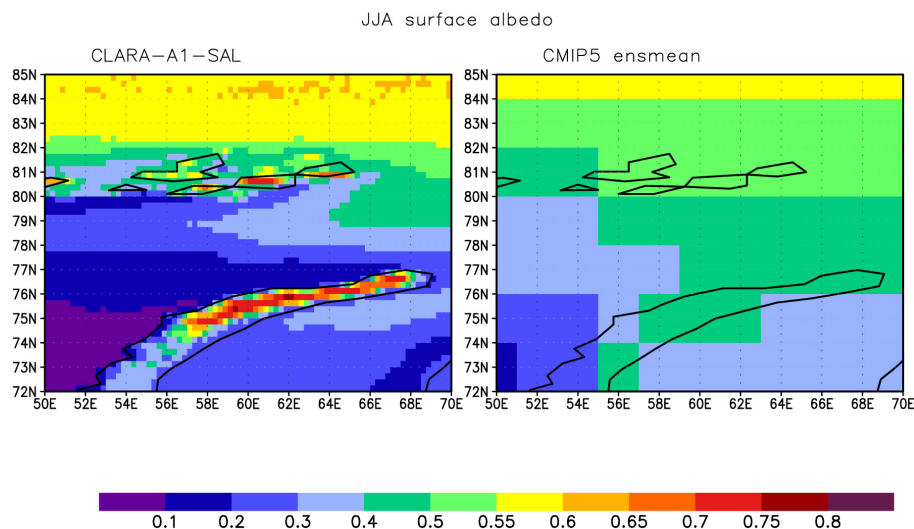 JJA surface albedo
CLARA-A1-SAL CMIP5 ensmean
85N 85N
84N 84N
83N 83N
82N 82N
81N 81N
80N 80N
79N 79N
78N 78N
77N 77N
76N 76N
75N 75N
74N 74N
73N 73N
72N 72N
50E 52E 54E 56E 58E 60E 62E 64E 66E 68E 70E 50E 52E 54E 56E 58E 60E 62E 64E 66E 68E 70E
0.1 0.2 0.3 0.4 0.5 0.55 0.6 0.65 0.7 0.75 0.8